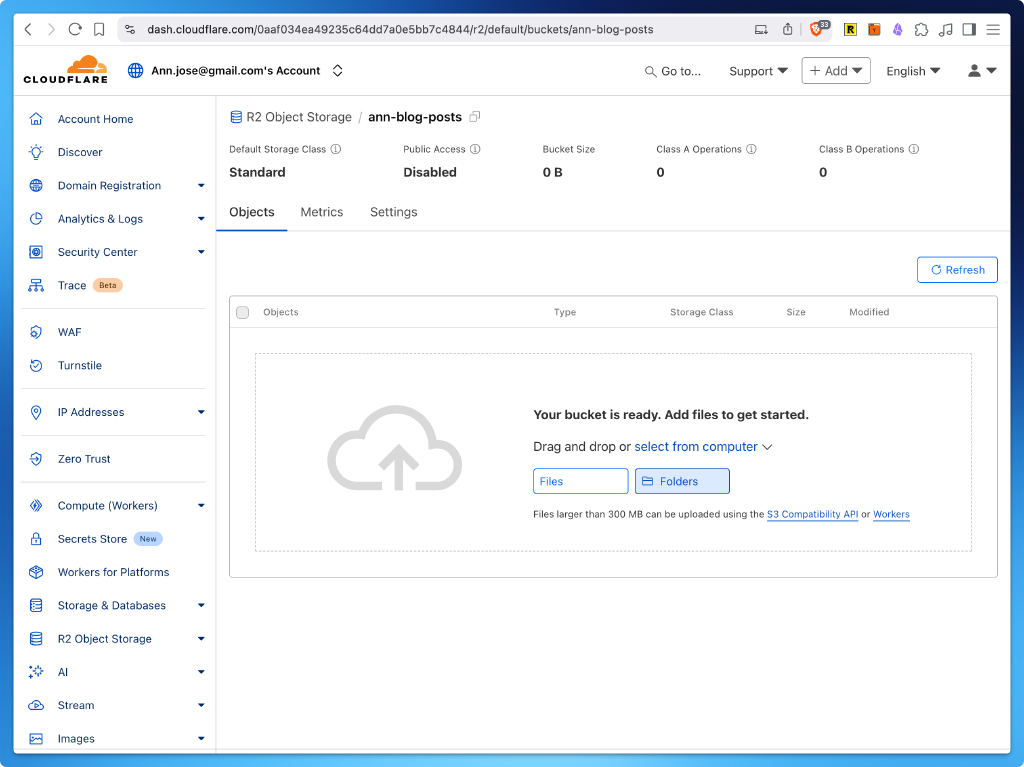 dash.cloudflare.com/0aaf034ea49235c64dd7a0e5bb7c4844/r2/default/buckets/ann-blog-posts
33
R
CLOUDFLARE
Ann.jose@gmail.com's Account
Go to...
Support
+ Add
English
Account Home
Discover
Domain Registration
Analytics & Logs
Security Center
Trace Beta
WAF
Turnstile
IP Addresses
Zero Trust
Compute (Workers)
Secrets Store New
Workers for Platforms
Storage & Databases
R2 Object Storage
AI
Stream
Images
R2 Object Storage / ann-blog-posts
Default Storage Class Public Access Bucket Size Class A Operations Class B Operations
Standard Disabled 0 B 0 0
Objects Metrics Settings
Refresh
Objects Type Storage Class Size Modified
Your bucket is ready. Add files to get started.
Drag and drop or select from computer
Files Folders
Files larger than 300 MB can be uploaded using the S3 Compatibility API or Workers